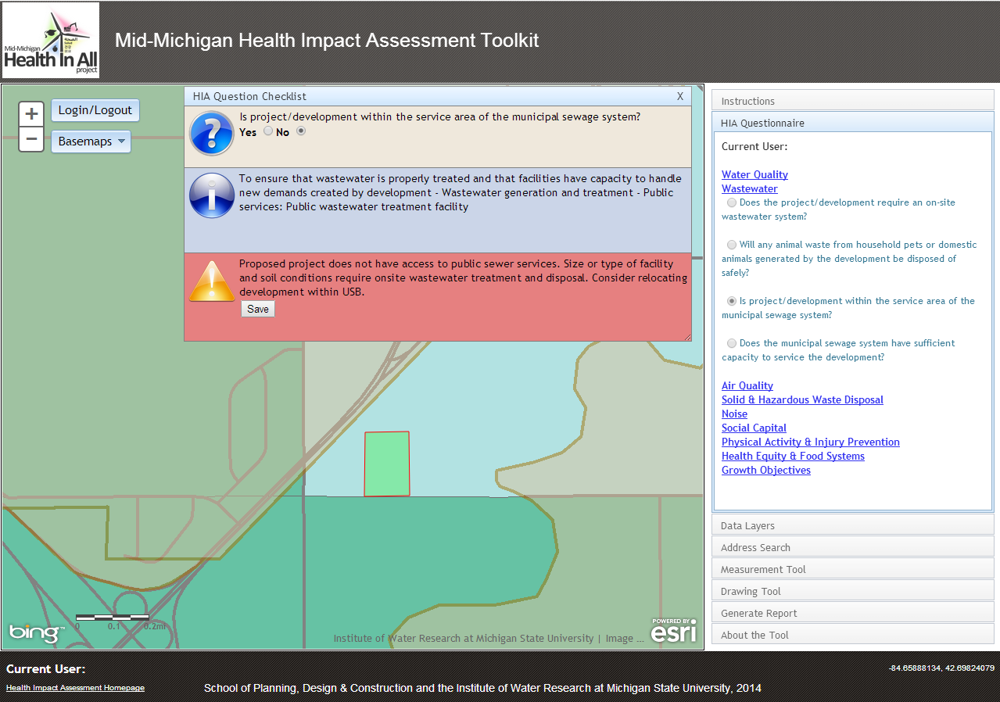 Mid-Michigan
Health In All
project
Mid-Michigan Health Impact Assessment Toolkit
+
−
Login/Logout
Basemaps
HIA Question Checklist X
Is project/development within the service area of the municipal sewage system?
Yes No
To ensure that wastewater is properly treated and that facilities have capacity to handle
new demands created by development - Wastewater generation and treatment - Public
services: Public wastewater treatment facility
Proposed project does not have access to public sewer services. Size or type of facility
and soil conditions require onsite wastewater treatment and disposal. Consider relocating
development within USB.
Save
0 0.1 0.2mi
bing™
Institute of Water Research at Michigan State University | Image ...
POWERED BY
esri
Instructions
HIA Questionnaire
Current User:
Water Quality
Wastewater
Does the project/development require an on-site
wastewater system?
Will any animal waste from household pets or domestic
animals generated by the development be disposed of
safely?
Is project/development within the service area of the
municipal sewage system?
Does the municipal sewage system have sufficient
capacity to service the development?
Air Quality
Solid & Hazardous Waste Disposal
Noise
Social Capital
Physical Activity & Injury Prevention
Health Equity & Food Systems
Growth Objectives
Data Layers
Address Search
Measurement Tool
Drawing Tool
Generate Report
About the Tool
Current User:
-84.65888134, 42.69824079
Health Impact Assessment Homepage
School of Planning, Design & Construction and the Institute of Water Research at Michigan State University, 2014